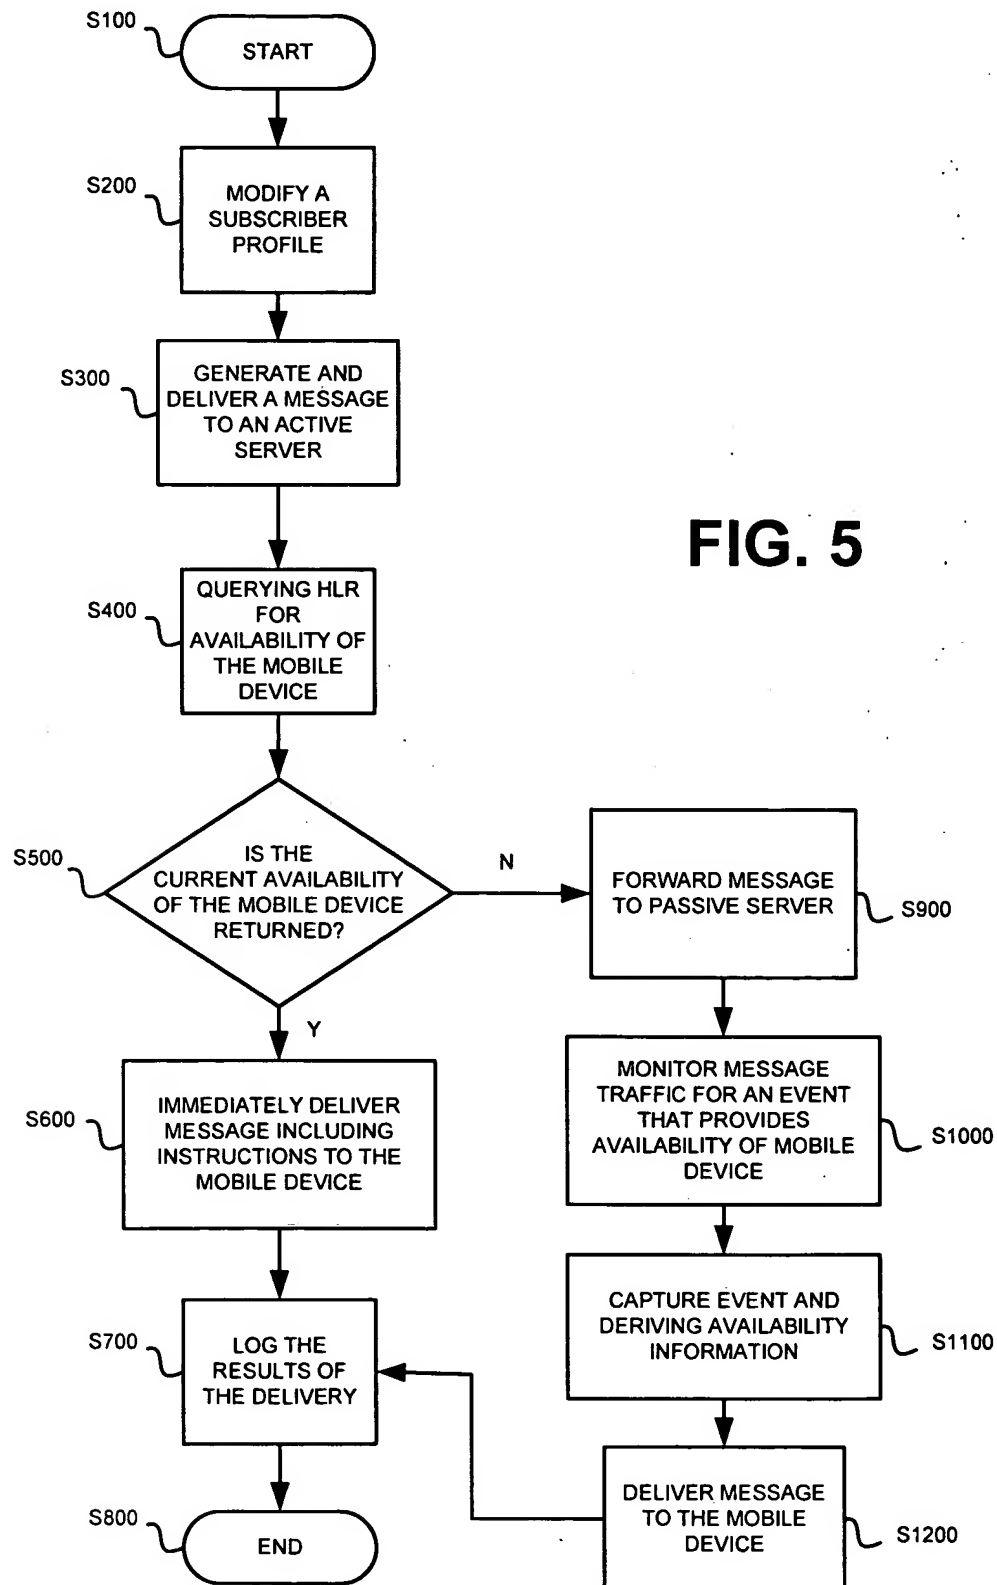 S100
START
S200
MODIFY A
SUBSCRIBER
PROFILE
S300
GENERATE AND
DELIVER A MESSAGE
TO AN ACTIVE
SERVER
FIG. 5
S400
QUERYING HLR
FOR
AVAILABILITY OF
THE MOBILE
DEVICE
S500
IS THE
CURRENT AVAILABILITY
OF THE MOBILE DEVICE
RETURNED?
N
FORWARD MESSAGE
TO PASSIVE SERVER
S900
Y
S600
IMMEDIATELY DELIVER
MESSAGE INCLUDING
INSTRUCTIONS TO THE
MOBILE DEVICE
MONITOR MESSAGE
TRAFFIC FOR AN EVENT
THAT PROVIDES
AVAILABILITY OF MOBILE
DEVICE
S1000
S700
LOG THE
RESULTS OF
THE DELIVERY
CAPTURE EVENT AND
DERIVING AVAILABILITY
INFORMATION
S1100
S800
END
DELIVER MESSAGE
TO THE MOBILE
DEVICE
S1200